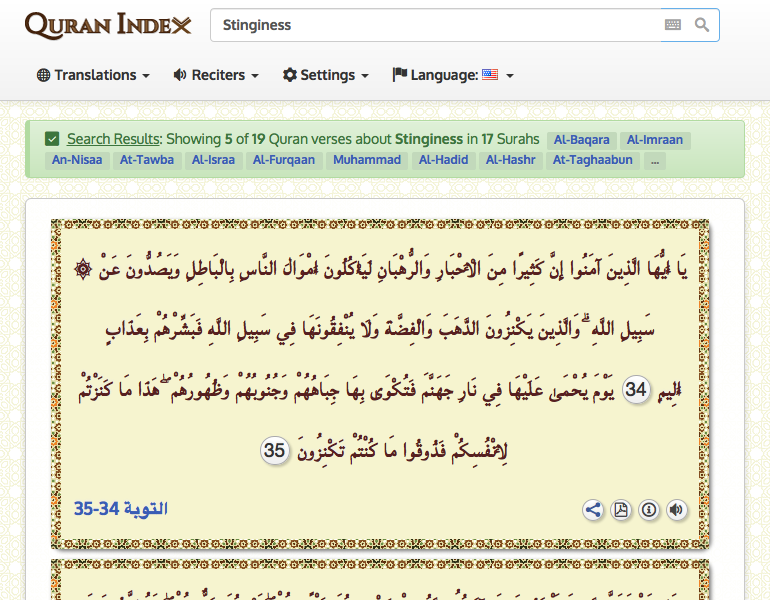 QURAN INDEX
Stinginess
Translations Reciters Settings Language:
Search Results: Showing 5 of 19 Quran verses about Stinginess in 17 Surahs Al-Baqara Al-Imraan
An-Nisaa At-Tawba Al-Israa Al-Furqaan Muhammad Al-Hadid Al-Hashr At-Taghaabun ...
۞ يَا أَيُّهَا الَّذِينَ آمَنُوا إِنَّ كَثِيرًا مِنَ الْأَحْبَارِ وَالرُّهْبَانِ لَيَأْكُلُونَ أَمْوَالَ النَّاسِ بِالْبَاطِلِ وَيَصُدُّونَ عَنْ
سَبِيلِ اللَّهِ ۗ وَالَّذِينَ يَكْنِزُونَ الذَّهَبَ وَالْفِضَّةَ وَلَا يُنْفِقُونَهَا فِي سَبِيلِ اللَّهِ فَبَشِّرْهُمْ بِعَذَابٍ
أَلِيمٍ 34 يَوْمَ يُحْمَىٰ عَلَيْهَا فِي نَارِ جَهَنَّمَ فَتُكْوَىٰ بِهَا جِبَاهُهُمْ وَجُنُوبُهُمْ وَظُهُورُهُمْ ۖ هَٰذَا مَا كَنَزْتُمْ
لِأَنْفُسِكُمْ فَذُوقُوا مَا كُنْتُمْ تَكْنِزُونَ 35
التوبة 34-35